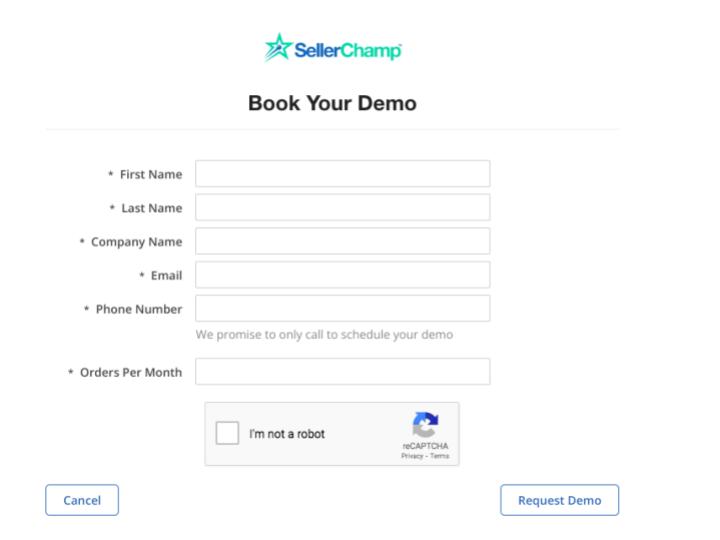 SellerChamp
Book Your Demo
* First Name
* Last Name
* Company Name
* Email
* Phone Number
We promise to only call to schedule your demo
* Orders Per Month
I'm not a robot
reCAPTCHA
Privacy - Terms
Cancel
Request Demo